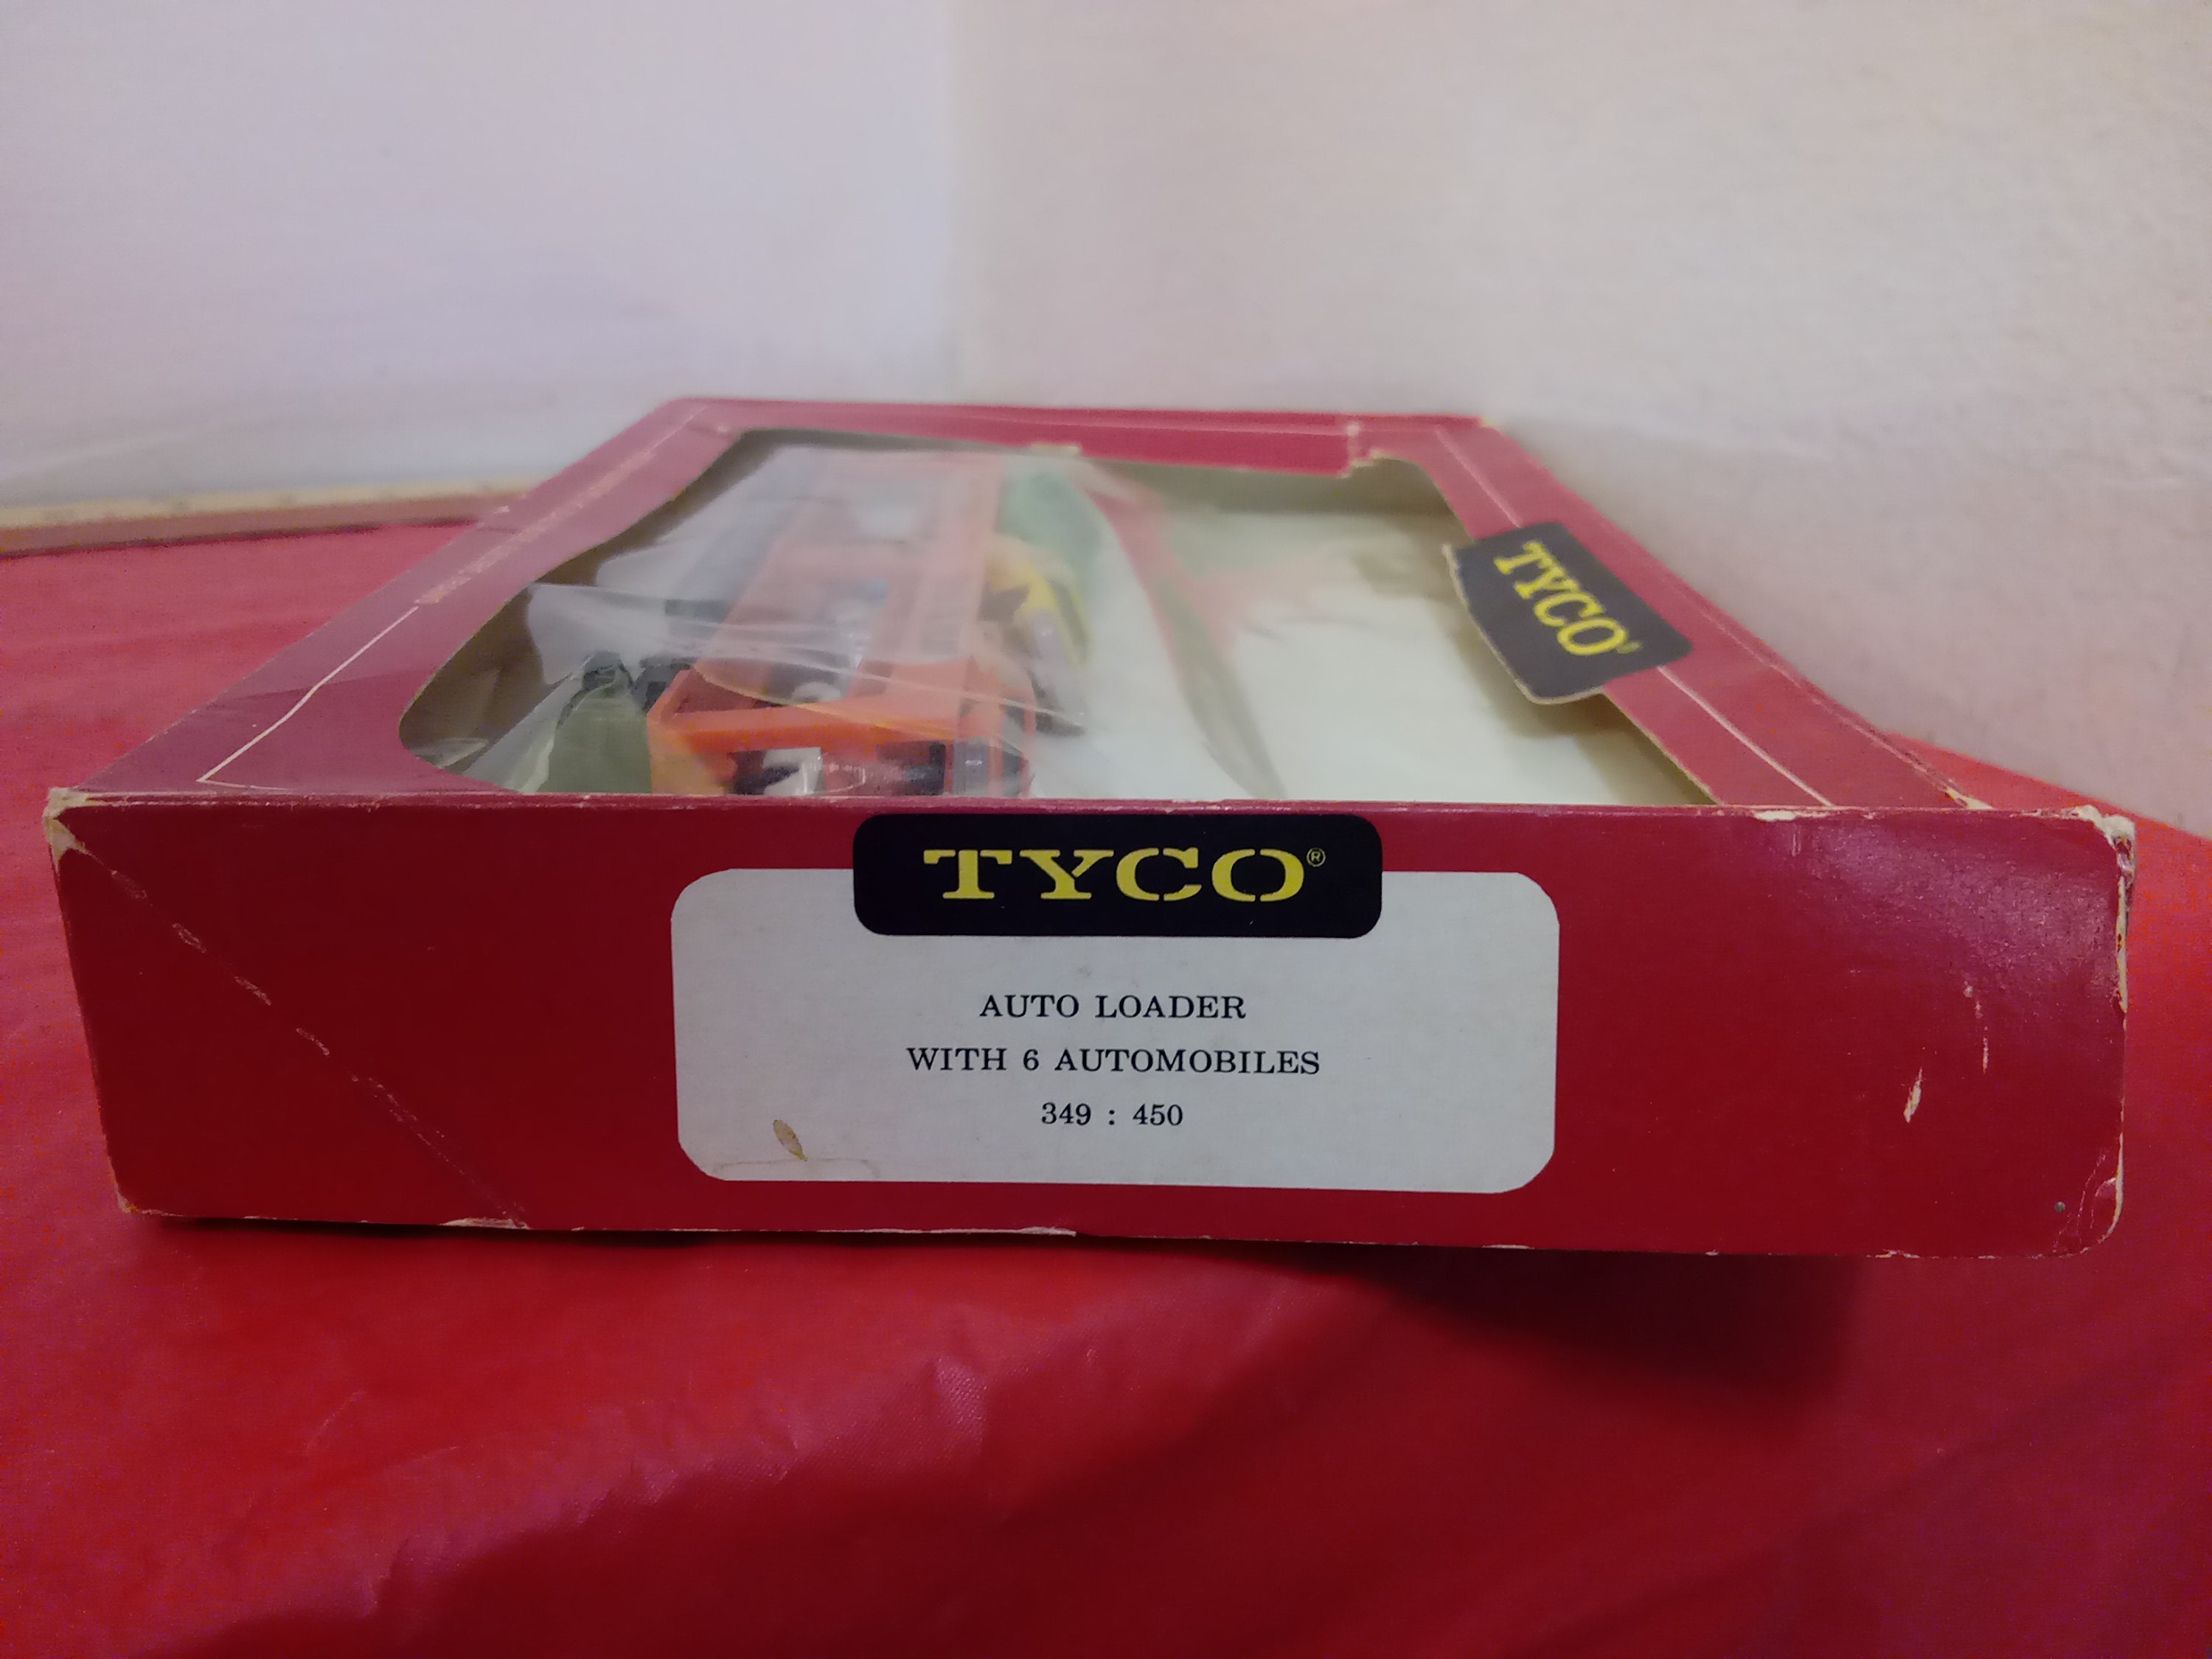 TYCO®
TYCO®
AUTO LOADER
WITH 6 AUTOMOBILES
349 : 450